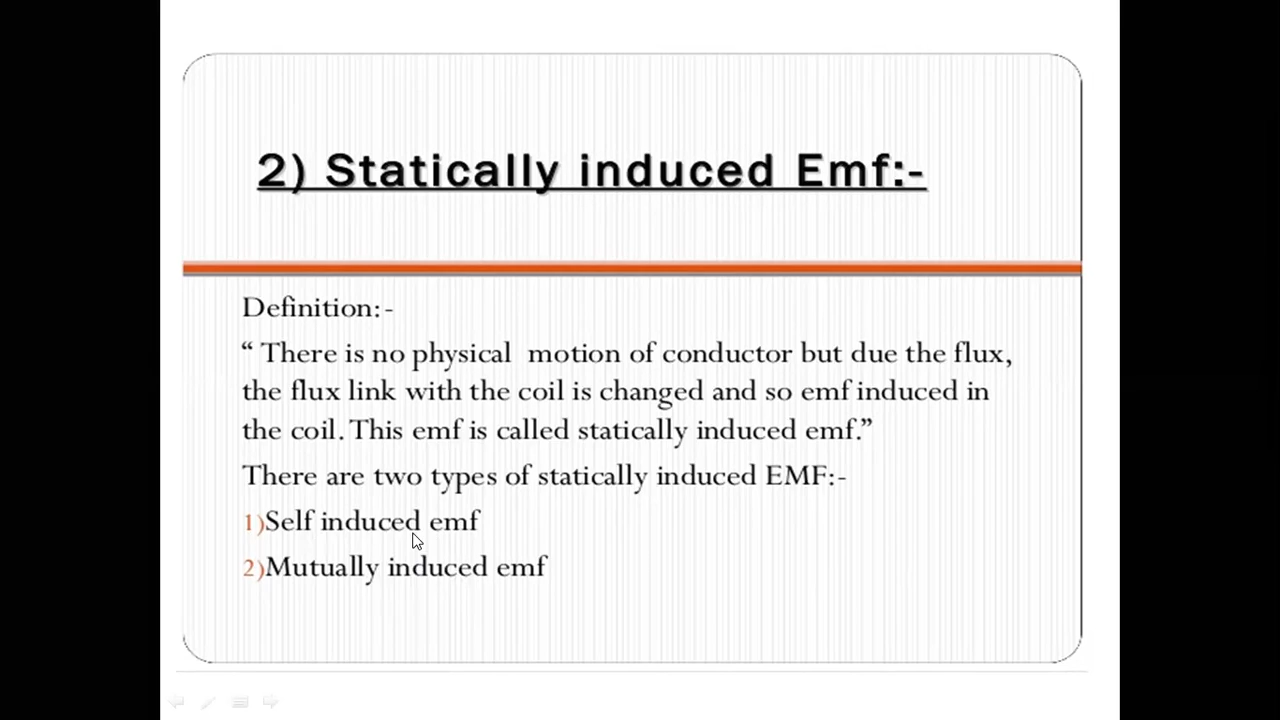 2) Statically induced Emf:-
Definition:-
“ There is no physical motion of conductor but due the flux,
the flux link with the coil is changed and so emf induced in
the coil. This emf is called statically induced emf.”
There are two types of statically induced EMF:-
1)Self induced emf
2)Mutually induced emf